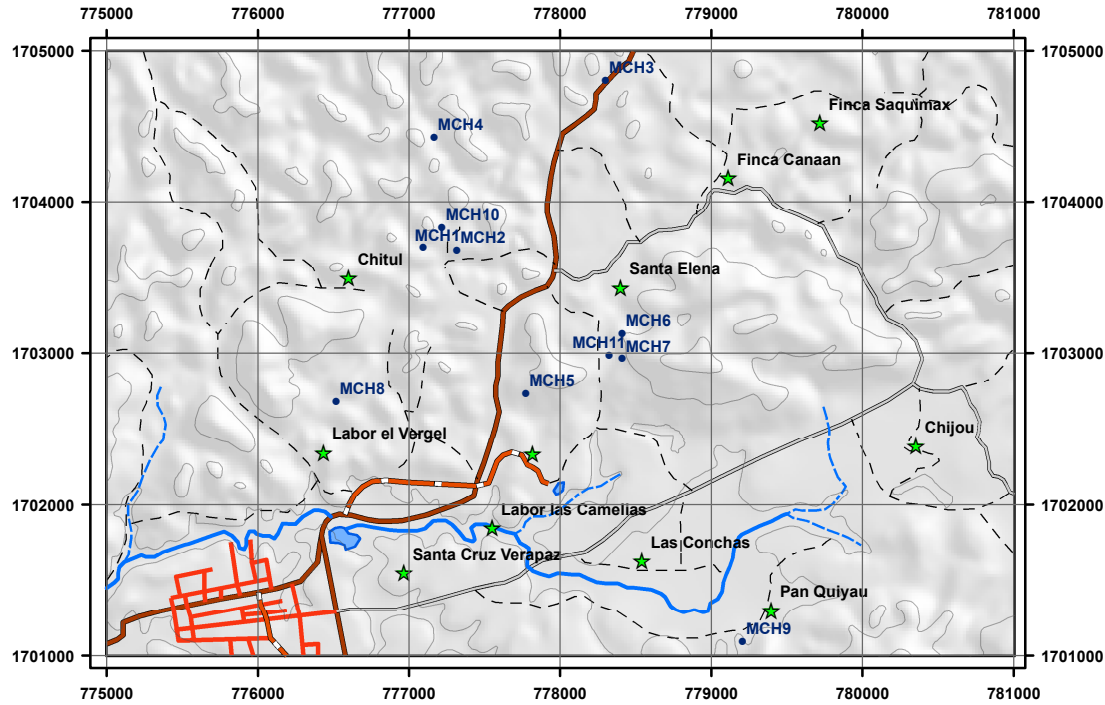 775000 776000 777000 778000 779000 780000 781000
1705000 1705000
MCH3
Finca Saquimax
MCH4
Finca Canaan
1704000 1704000
MCH10
MCH1 MCH2
Chitul
Santa Elena
MCH6
MCH11 MCH7
1703000 1703000
MCH5
MCH8
Labor el Vergel
Chijou
1702000 1702000
Labor las Camelias
Santa Cruz Verapaz
Las Conchas
Pan Quiyau
MCH9
1701000 1701000
775000 776000 777000 778000 779000 780000 781000